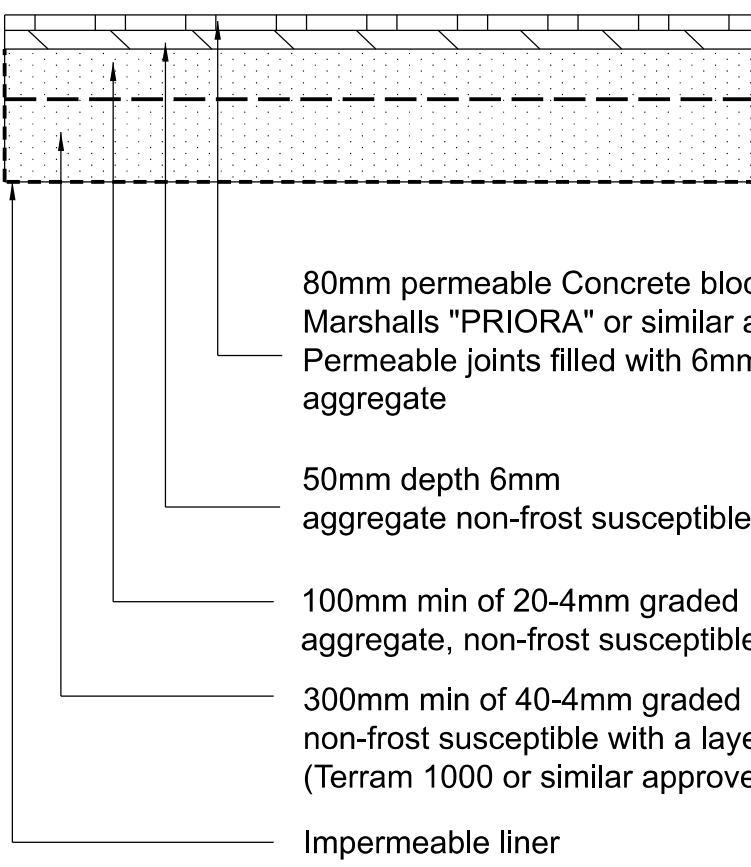 80mm permeable Concrete bloc
Marshalls "PRIORA" or similar a
Permeable joints filled with 6mm
aggregate
50mm depth 6mm
aggregate non-frost susceptible
100mm min of 20-4mm graded
aggregate, non-frost susceptible
300mm min of 40-4mm graded
non-frost susceptible with a laye
(Terram 1000 or similar approve
Impermeable liner